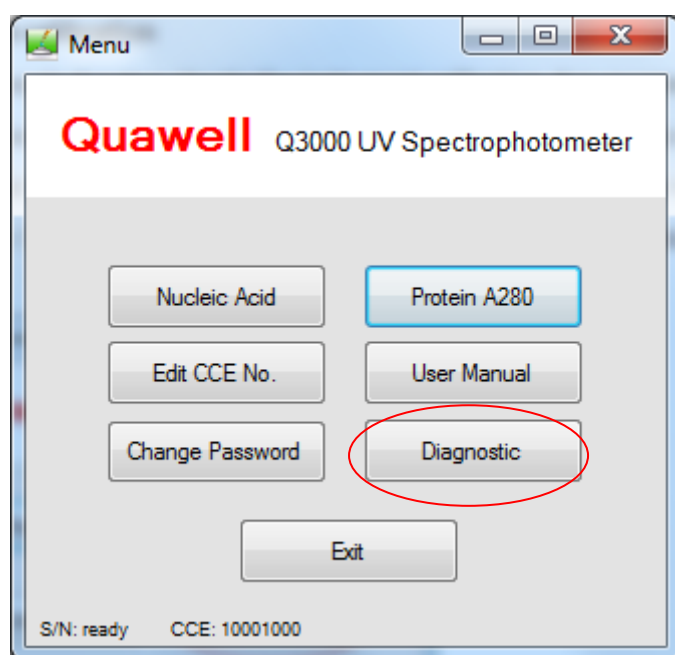 Menu
Quawell Q3000 UV Spectrophotometer
Nucleic Acid Protein A280
Edit CCE No. User Manual
Change Password Diagnostic
Exit
S/N: ready CCE: 10001000